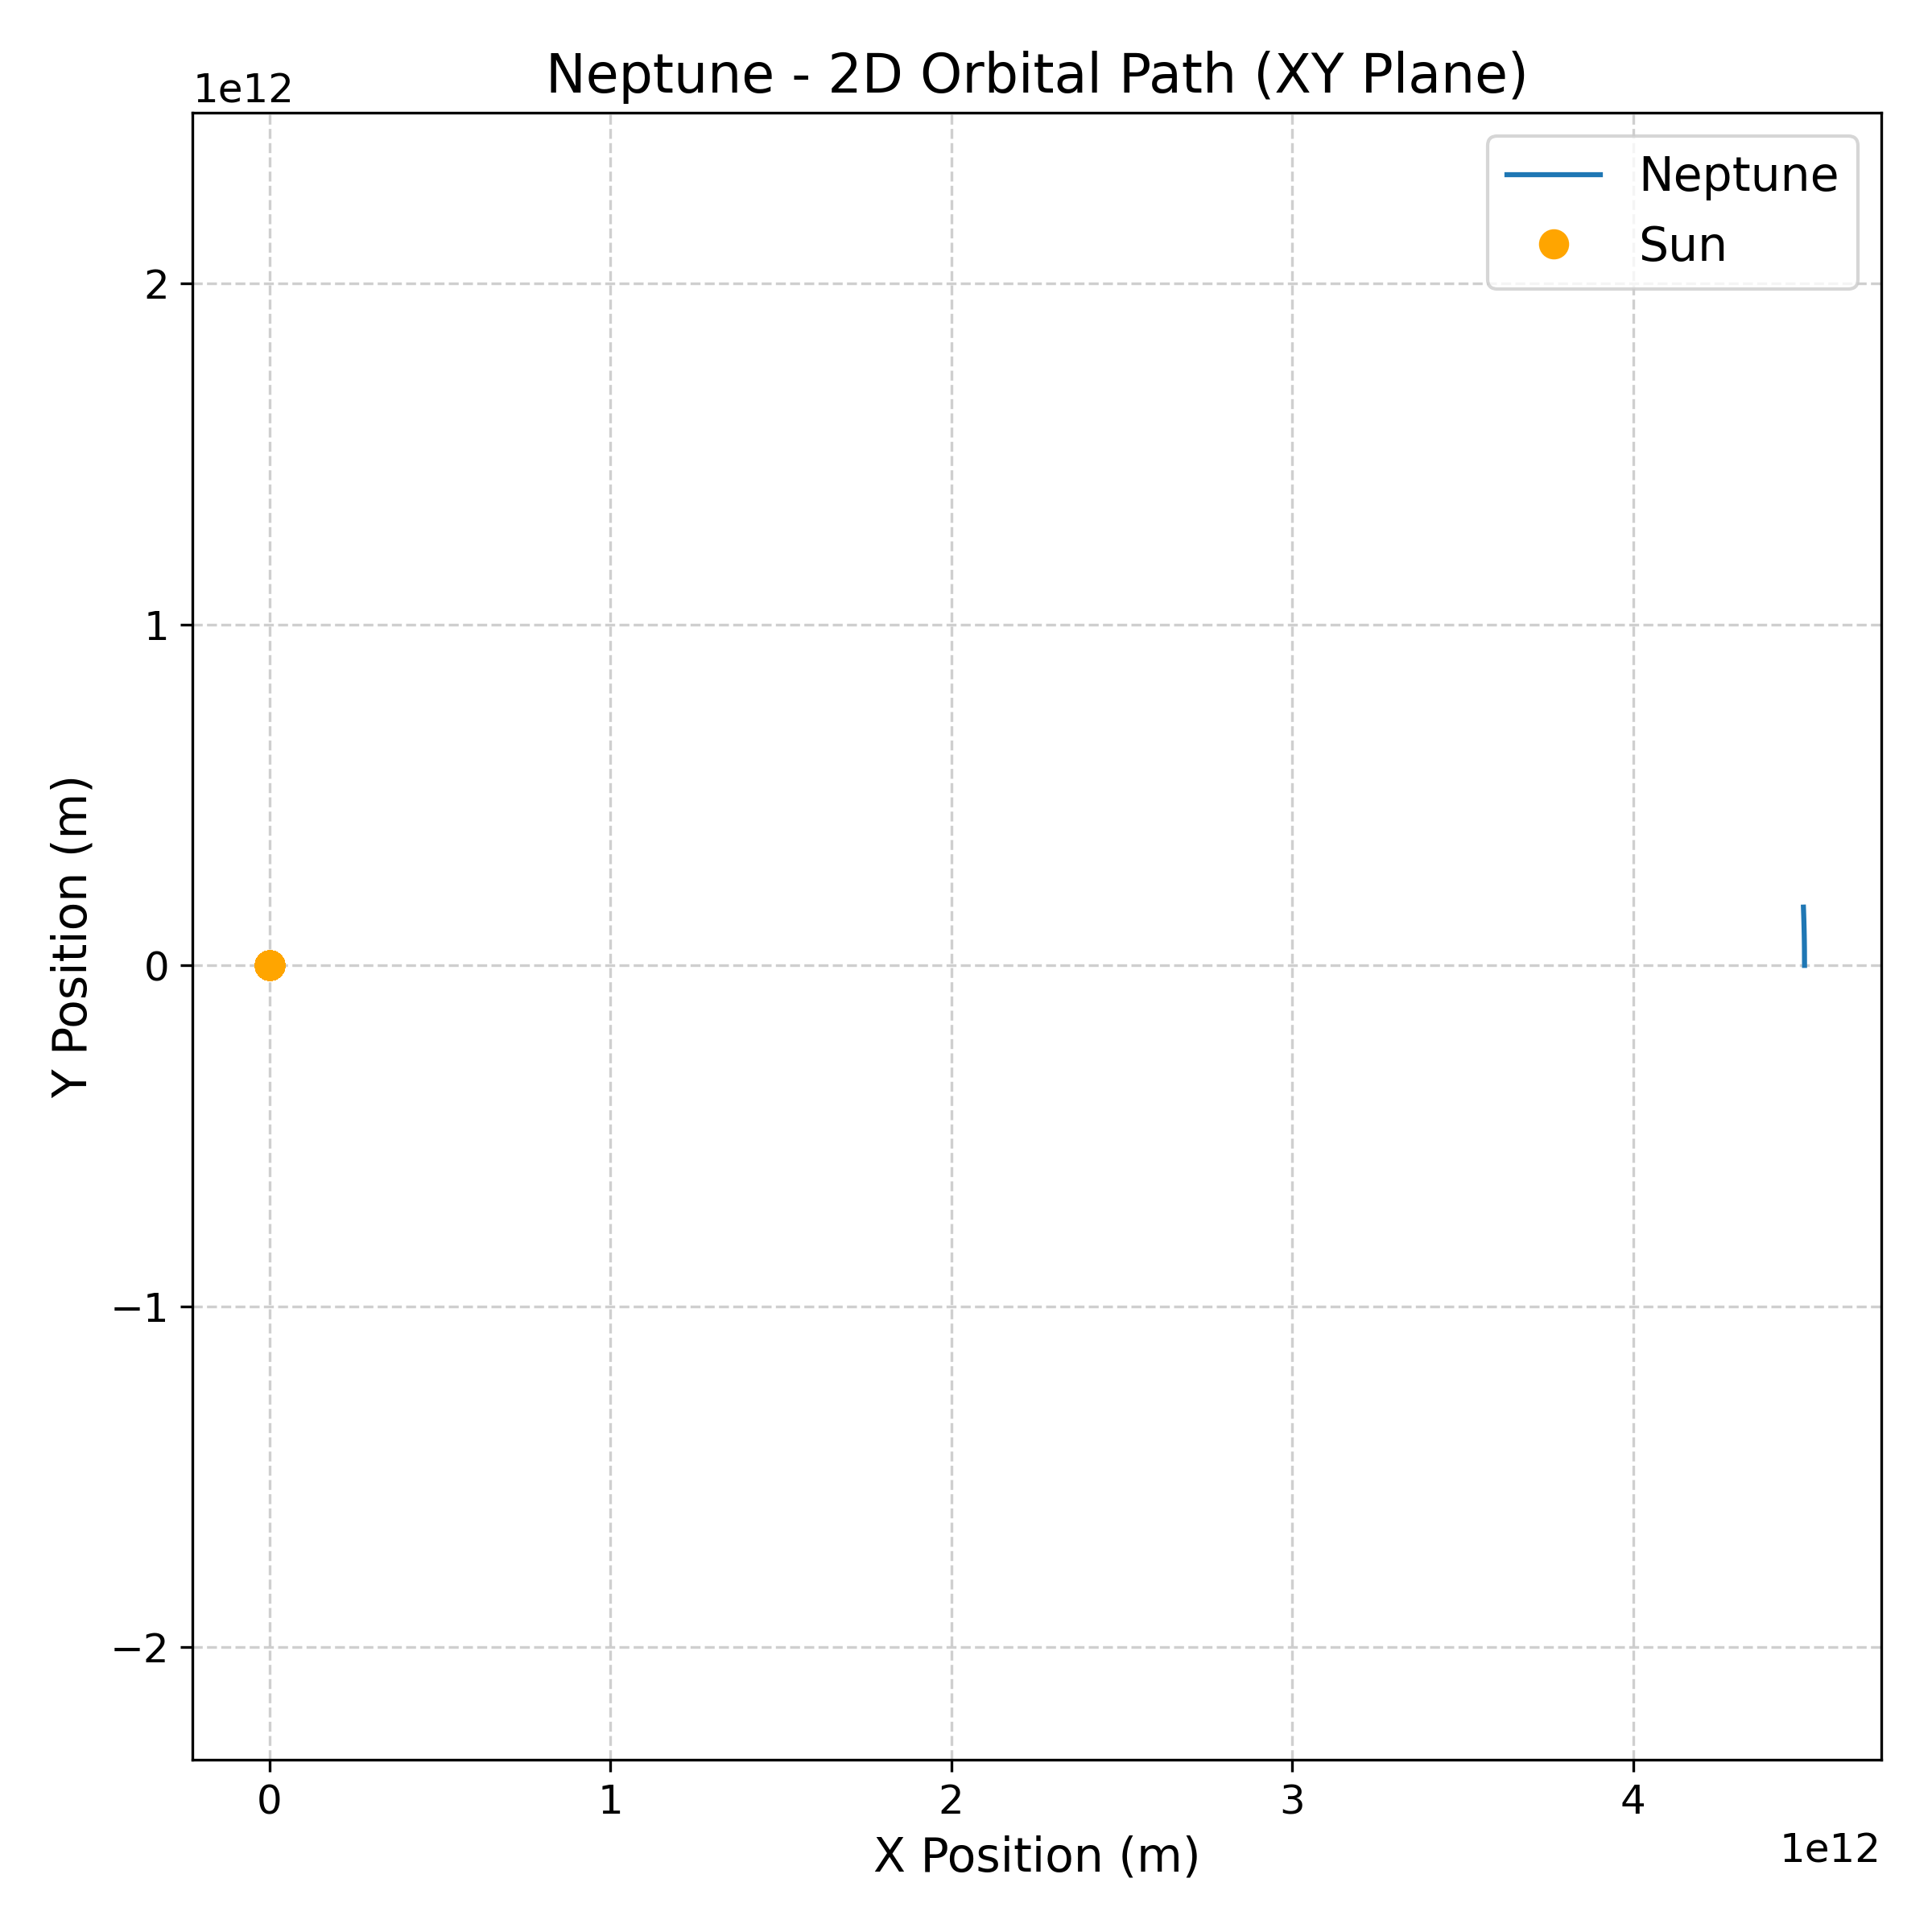 Neptune - 2D Orbital Path (XY Plane)
1e12
Neptune
Sun
2
1
0
−1
−2
Y Position (m)
0 1 2 3 4
X Position (m)
1e12